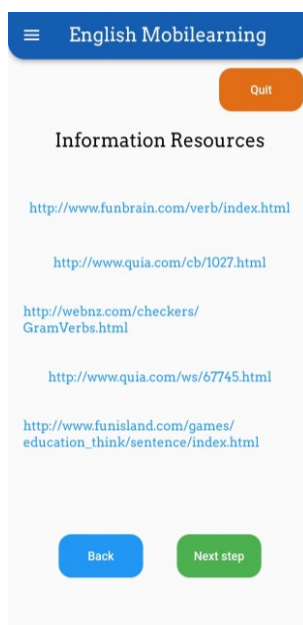 English Mobilearning
Quit
Information Resources
http://www.funbrain.com/verb/index.html
http://www.quia.com/cb/1027.html
http://webnz.com/checkers/
GramVerbs.html
http://www.quia.com/ws/67745.html
http://www.funisland.com/games/
education_think/sentence/index.html
Back
Next step